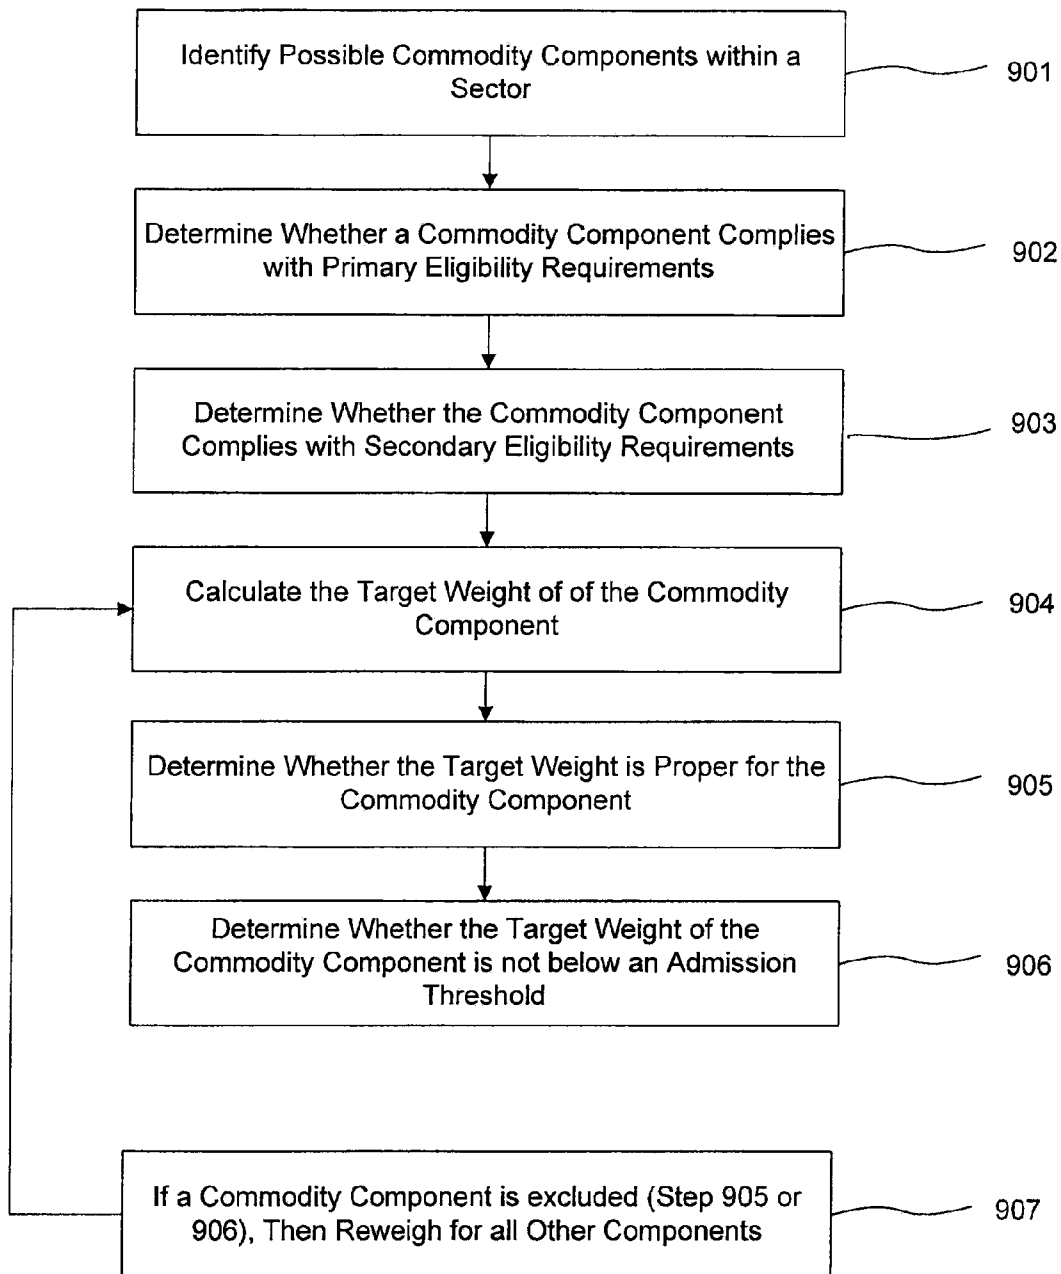 Identify Possible Commodity Components within a
Sector
901
Determine Whether a Commodity Component Complies
with Primary Eligibility Requirements
902
Determine Whether the Commodity Component
Complies with Secondary Eligibility Requirements
903
Calculate the Target Weight of of the Commodity
Component
904
Determine Whether the Target Weight is Proper for the
Commodity Component
905
Determine Whether the Target Weight of the
Commodity Component is not below an Admission
Threshold
906
If a Commodity Component is excluded (Step 905 or
906), Then Reweigh for all Other Components
907